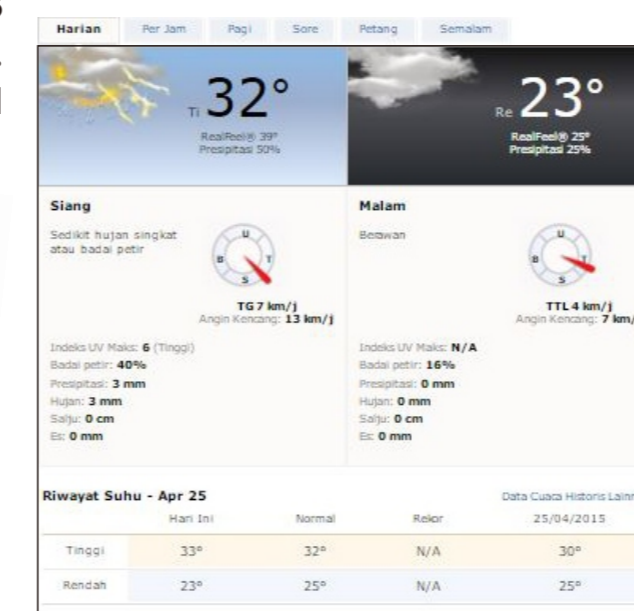 Harian Per Jam Pagi Sore Petang Semalam
Ti 32°
RealFeel® 39°
Presipitasi 50%
Re 23°
RealFeel® 25°
Presipitasi 25%
Siang
Sedikit hujan singkat
atau badai petir
U
B T
S
TG 7 km/j
Angin Kencang: 13 km/j
Indeks UV Maks: 6 (Tinggi)
Badai petir: 40%
Presipitasi: 3 mm
Hujan: 3 mm
Salju: 0 cm
Es: 0 mm
Malam
Berawan
U
B T
S
TTL 4 km/j
Angin Kencang: 7 km/
Indeks UV Maks: N/A
Badai petir: 16%
Presipitasi: 0 mm
Hujan: 0 mm
Salju: 0 cm
Es: 0 mm
Riwayat Suhu - Apr 25 Data Cuaca Historis Lainn
Hari Ini Normal Rekor 25/04/2015
Tinggi 33° 32° N/A 30°
Rendah 23° 25° N/A 25°